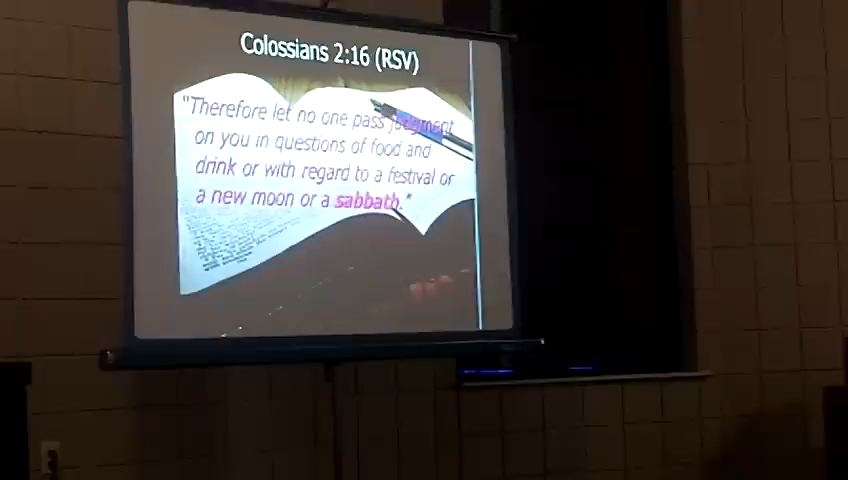 Colossians 2:16 (RSV)
"Therefore let no one pass judgment
on you in questions of food and
drink or with regard to a festival or
a new moon or a sabbath."